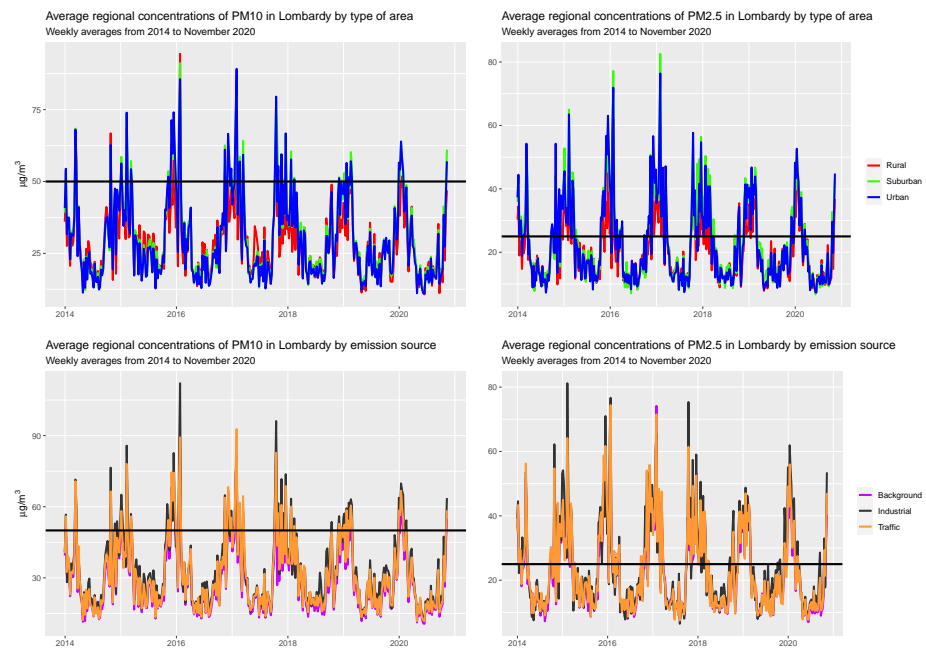 Average regional concentrations of PM10 in Lombardy by type of area
Weekly averages from 2014 to November 2020
μg/m³
75
50
25
2014 2016 2018 2020
Average regional concentrations of PM2.5 in Lombardy by type of area
Weekly averages from 2014 to November 2020
80
60
40
20
2014 2016 2018 2020
Rural
Suburban
Urban
Average regional concentrations of PM10 in Lombardy by emission source
Weekly averages from 2014 to November 2020
μg/m³
90
60
30
2014 2016 2018 2020
Average regional concentrations of PM2.5 in Lombardy by emission source
Weekly averages from 2014 to November 2020
80
60
40
20
2014 2016 2018 2020
Background
Industrial
Traffic